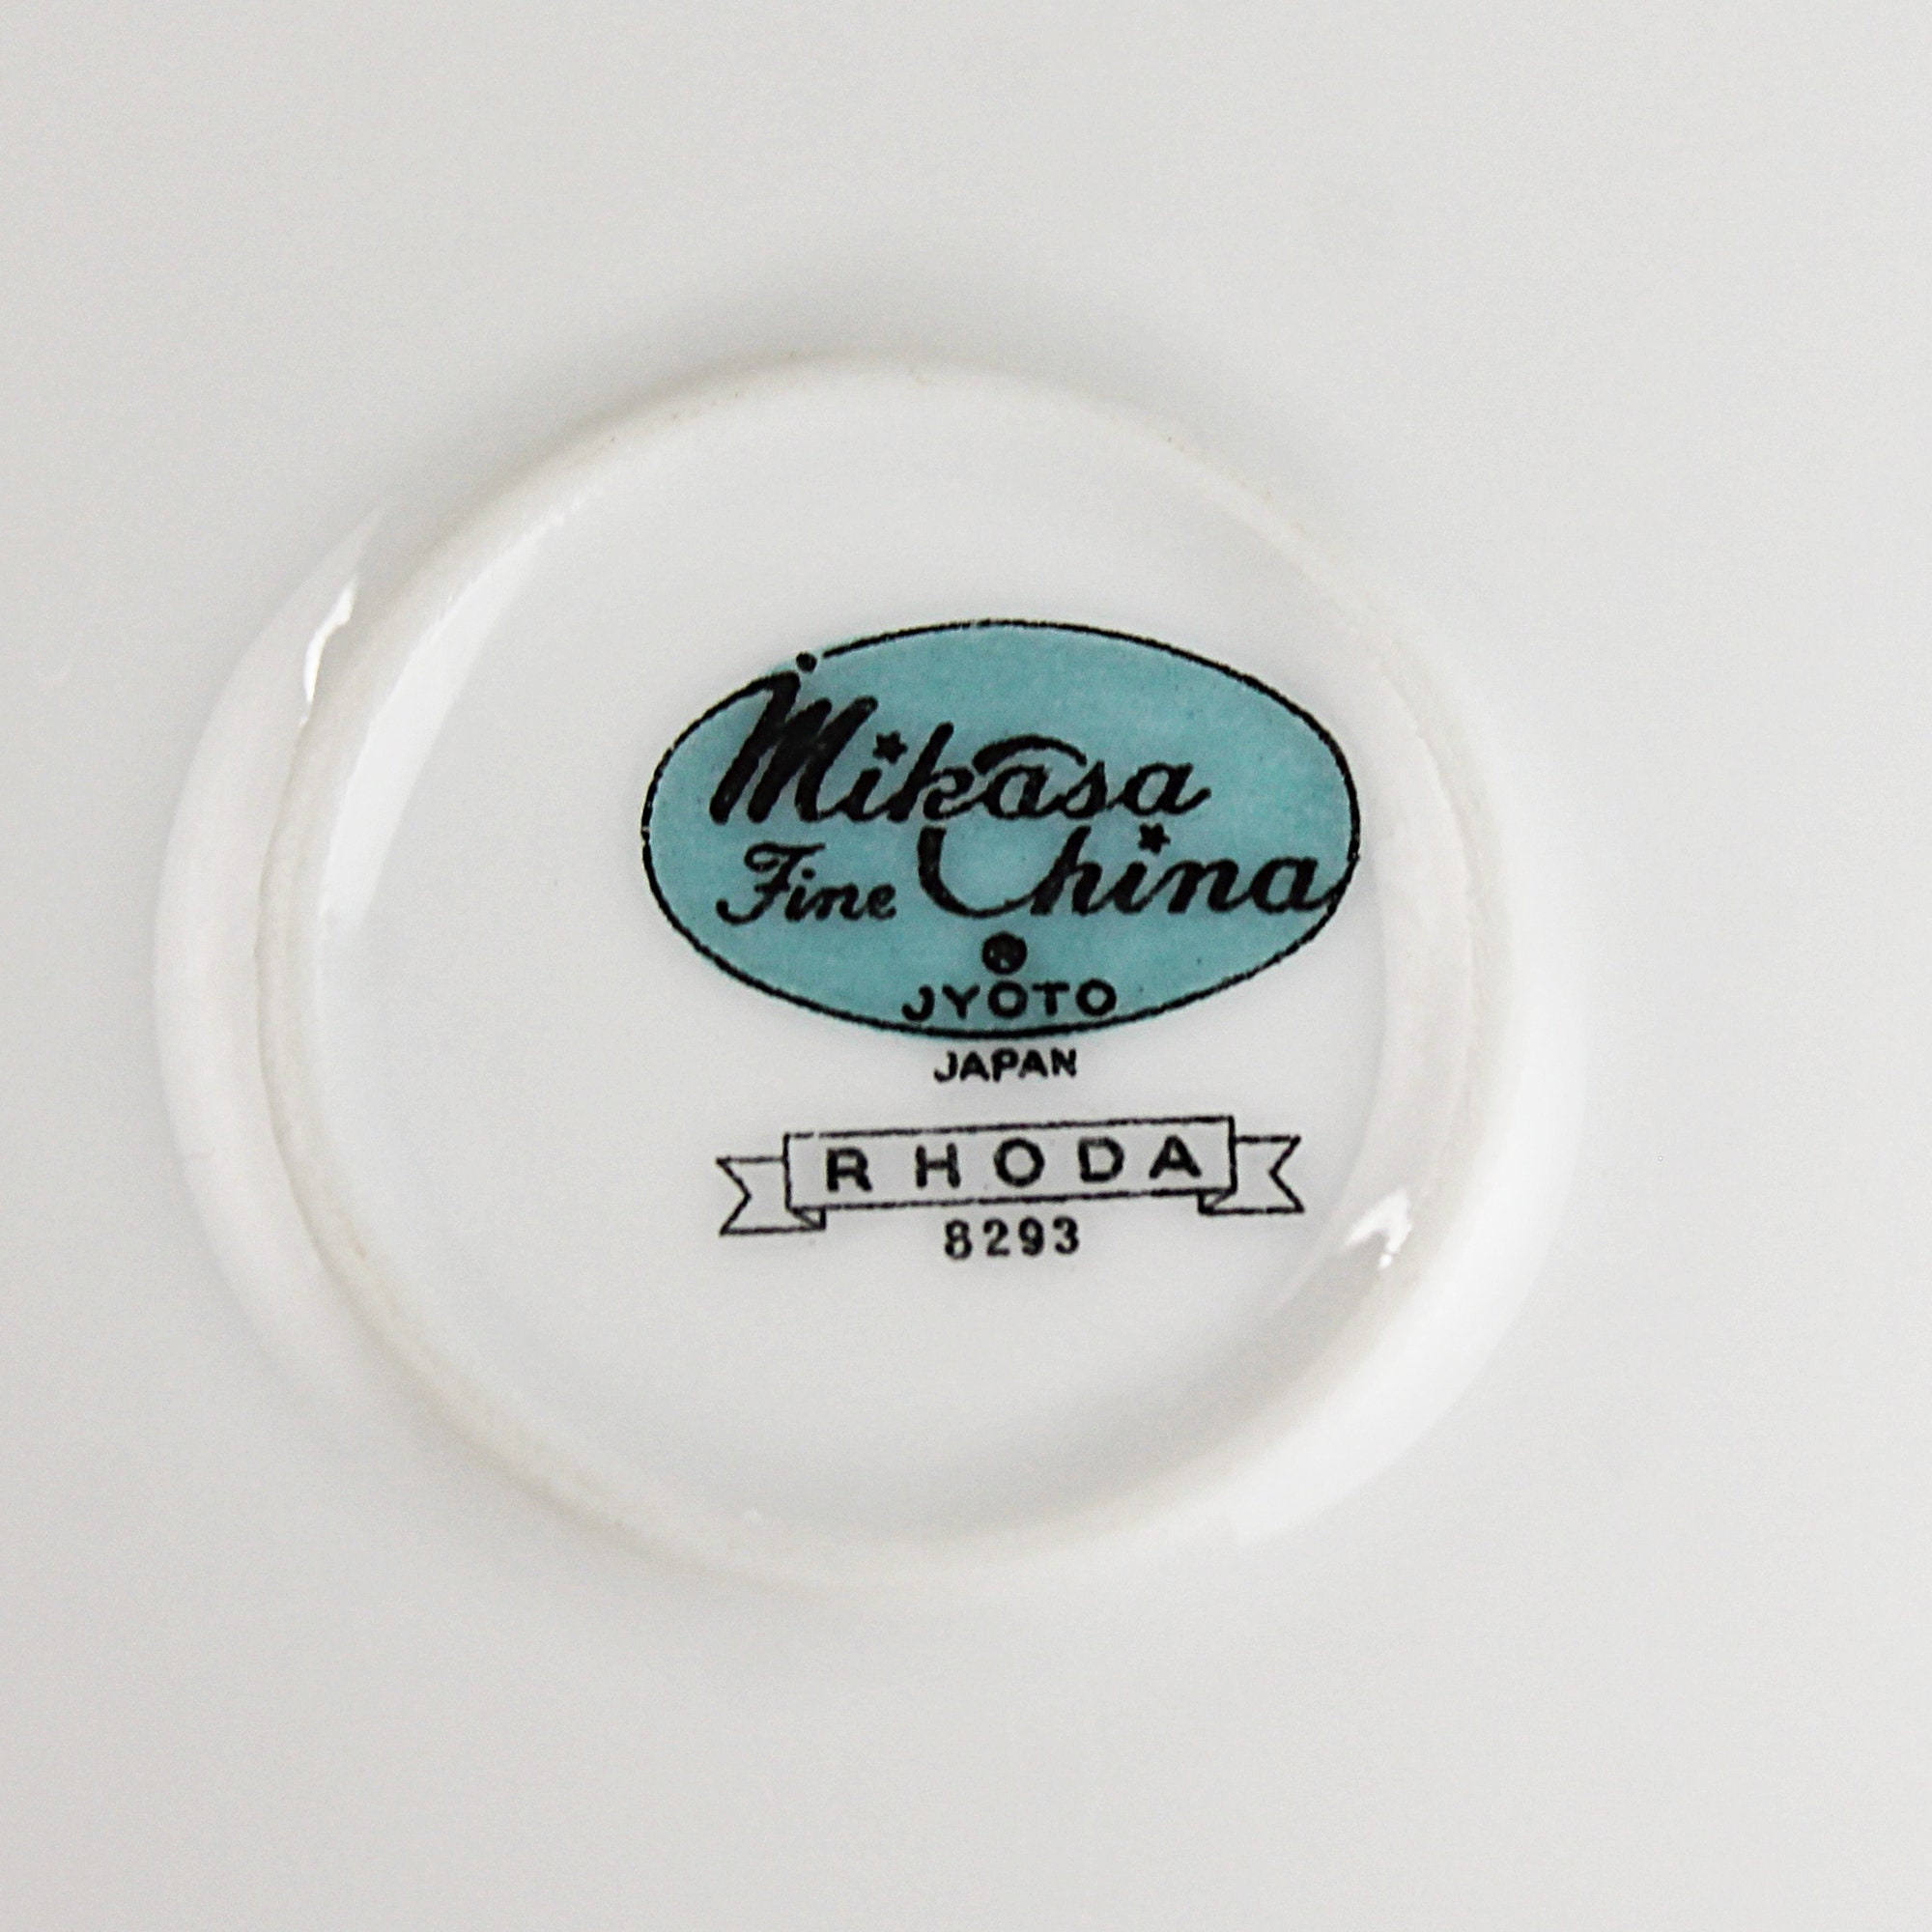 Mikasa
Fine China
JYOTO
JAPAN
RHODA
8293